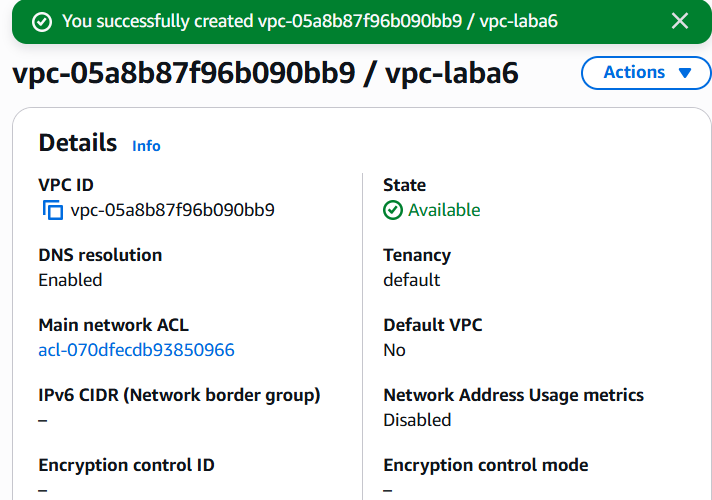 You successfully created vpc-05a8b87f96b090bb9 / vpc-laba6
vpc-05a8b87f96b090bb9 / vpc-laba6
Actions
Details
Info
VPC ID
vpc-05a8b87f96b090bb9
State
Available
DNS resolution
Enabled
Tenancy
default
Main network ACL
acl-070dfecdb93850966
Default VPC
No
IPv6 CIDR (Network border group)
–
Network Address Usage metrics
Disabled
Encryption control ID
–
Encryption control mode
–